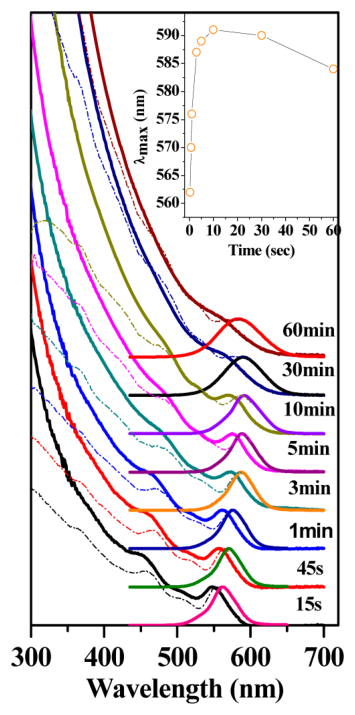 590
585
580
575
570
565
560
λmax (nm)
0 10 20 30 40 50 60
Time (sec)
60min
30min
10min
5min
3min
1min
45s
15s
300 400 500 600 700
Wavelength (nm)